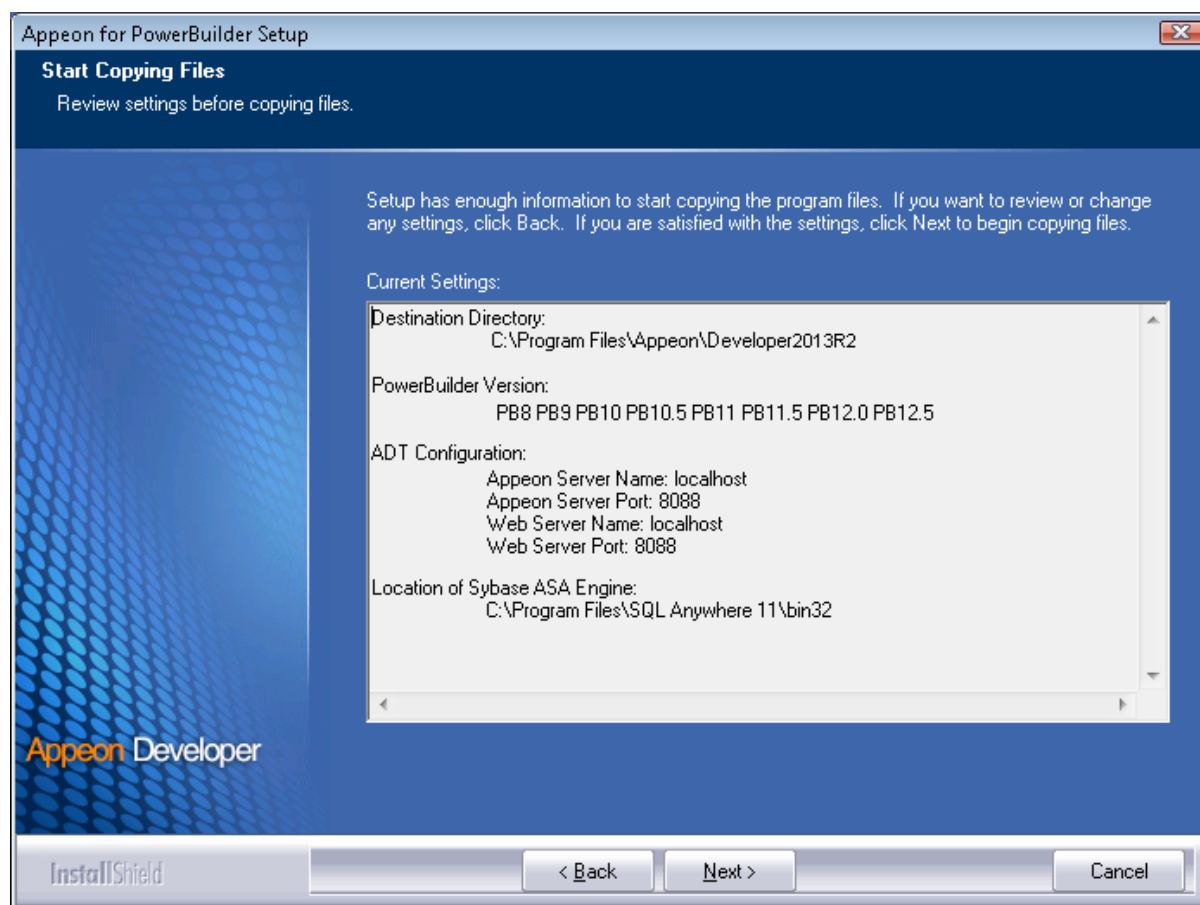 Appeon for PowerBuilder Setup
Start Copying Files
Review settings before copying files.
Setup has enough information to start copying the program files.  If you want to review or change
any settings, click Back.  If you are satisfied with the settings, click Next to begin copying files.
Current Settings:
Destination Directory:
C:\Program Files\Appeon\Developer2013R2
PowerBuilder Version:
PB8 PB9 PB10 PB10.5 PB11 PB11.5 PB12.0 PB12.5
ADT Configuration:
Appeon Server Name: localhost
Appeon Server Port: 8088
Web Server Name: localhost
Web Server Port: 8088
Location of Sybase ASA Engine:
C:\Program Files\SQL Anywhere 11\bin32
Appeon Developer
InstallShield
< Back
Next >
Cancel